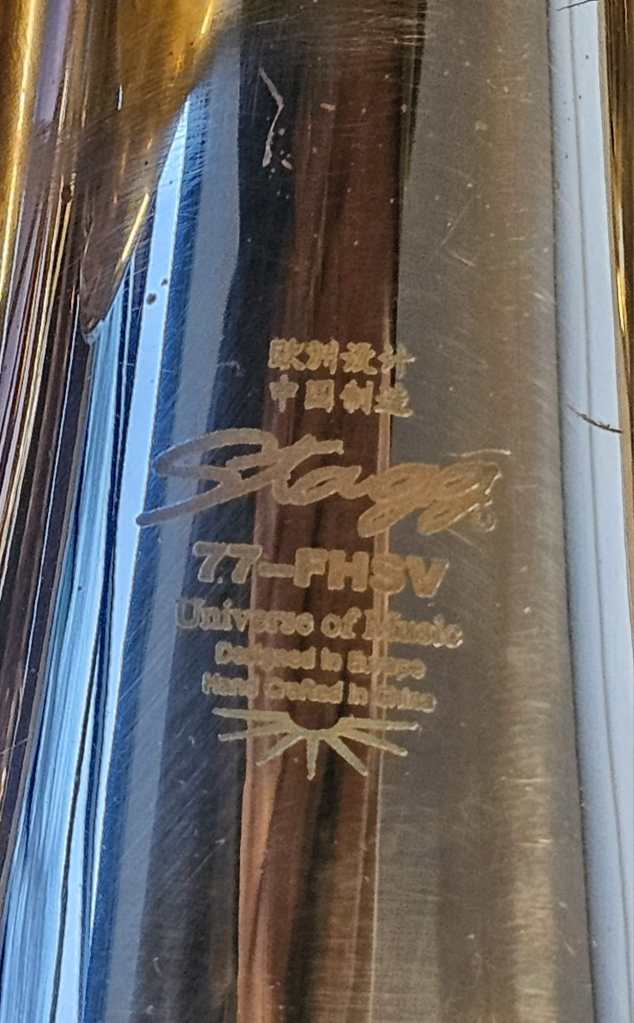 欧洲设计
中国制造
Stagg
77-FHSV
Universe of Music
Designed in Europe
Hand Crafted in China